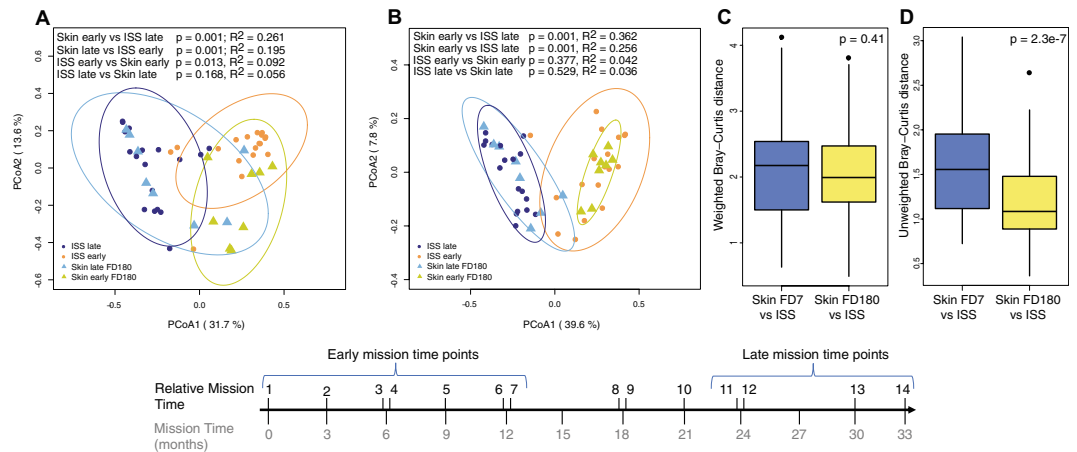 A
Skin early vs ISS late p = 0.001; R2 = 0.261
Skin late vs ISS early p = 0.001; R2 = 0.195
ISS early vs Skin early p = 0.013, R2 = 0.092
ISS late vs Skin late p = 0.168, R2 = 0.056
PCoA2 ( 13.6 %)
0.6
0.4
0.2
0.0
-0.2
-0.4
-0.6
ISS late
ISS early
Skin late FD180
Skin early FD180
-0.5
0.0
0.5
PCoA1 ( 31.7 %)
B
Skin early vs ISS late p = 0.001, R2 = 0.362
Skin early vs ISS late p = 0.001, R2 = 0.256
ISS early vs Skin early p = 0.377, R2 = 0.042
ISS late vs Skin late p = 0.529, R2 = 0.036
PCoA2 ( 7.8 %)
0.4
0.2
0.0
-0.2
-0.4
ISS late
ISS early
Skin late FD180
Skin early FD180
-0.5
0.0
0.5
PCoA1 ( 39.6 %)
C
p = 0.41
Weighted Bray−Curtis distance
4
3
2
1
Skin FD7 vs ISS
Skin FD180 vs ISS
D
p = 2.3e-7
Unweighted Bray−Curtis distance
3.0
2.5
2.0
1.5
1.0
0.5
Skin FD7 vs ISS
Skin FD180 vs ISS
Early mission time points
Late mission time points
Relative Mission Time
1 2 3 4 5 6 7 8 9 10 11 12 13 14
Mission Time (months)
0 3 6 9 12 15 18 21 24 27 30 33